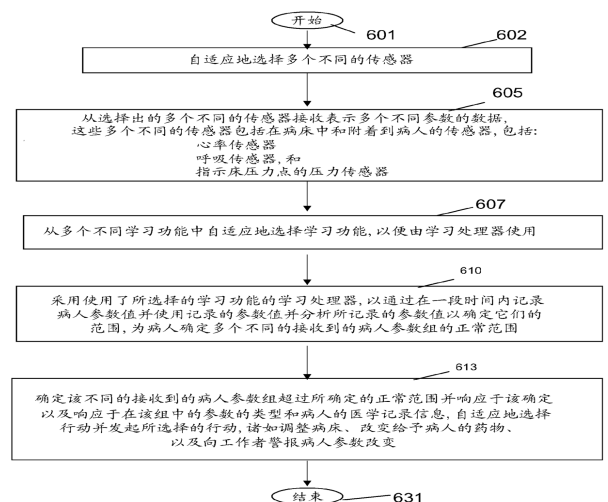 开始
601
602
自适应地选择多个不同的传感器
605
从选择出的多个不同的传感器接收表示多个不同参数的数据,
这些多个不同的传感器包括在病床中和附着到病人的传感器,包括:
心率传感器
呼吸传感器,和
指示床压力点的压力传感器
607
从多个不同学习功能中自适应地选择学习功能,以便由学习处理器使用
610
采用使用了所选择的学习功能的学习处理器,以通过在一段时间内记录
病人参数值并使用记录的参数值并分析所记录的参数值以确定它们的
范围,为病人确定多个不同的接收到的病人参数组的正常范围
613
确定该不同的接收到的病人参数组超过所确定的正常范围并响应于该确定
以及响应于在该组中的参数的类型和病人的医学记录信息,自适应地选择
行动并发起所选择的行动,诸如调整病床、改变给予病人的药物、
以及向工作者警报病人参数改变
结束
631